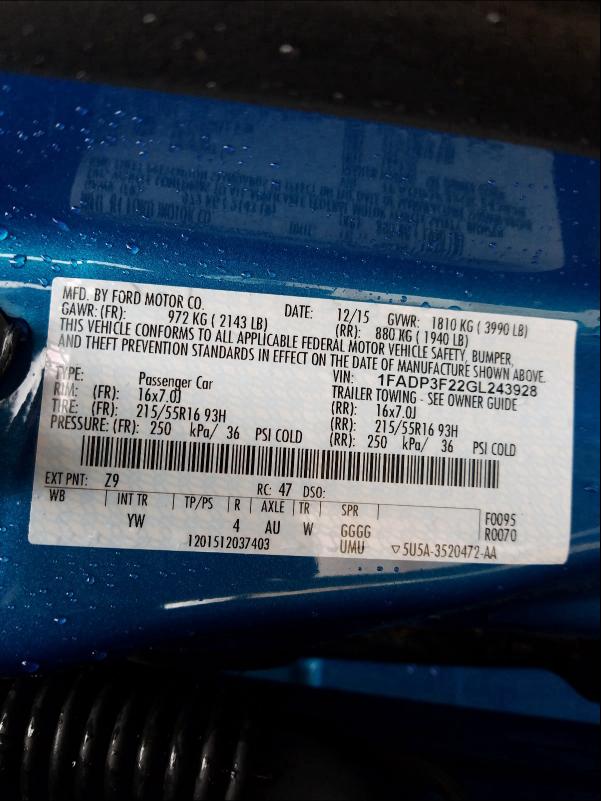 MFD. BY FORD MOTOR CO.
DATE: 12/15 GVWR: 1810 KG ( 3990 LB)
GAWR: (FR): 972 KG ( 2143 LB) (RR): 880 KG ( 1940 LB)
THIS VEHICLE CONFORMS TO ALL APPLICABLE FEDERAL MOTOR VEHICLE SAFETY, BUMPER,
AND THEFT PREVENTION STANDARDS IN EFFECT ON THE DATE OF MANUFACTURE SHOWN ABOVE.
VIN: 1FADP3F22GL243928
TYPE: Passenger Car TRAILER TOWING - SEE OWNER GUIDE
RIM: (FR): 16x7.0J (RR): 16x7.0J
TIRE: (FR): 215/55R16 93H (RR): 215/55R16 93H
PRESSURE: (FR): 250 kPa/ 36 PSI COLD (RR): 250 kPa/ 36 PSI COLD
EXT PNT: Z9 RC: 47 DSO:
WB INT TR TP/PS R AXLE TR SPR
YW 4 AU W GGGG F0095
UMU R0070
1201512037403 ▽5U5A-3520472-AA